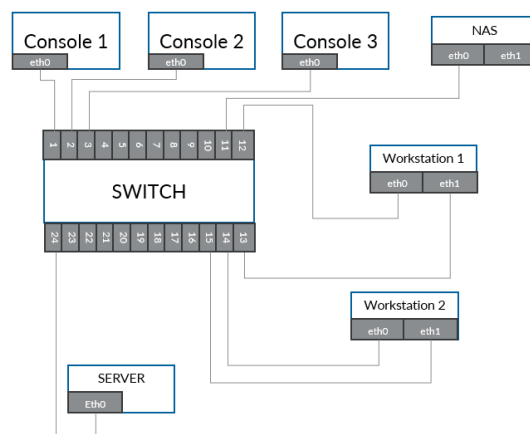 Console 1
eth0
Console 2
eth0
Console 3
eth0
NAS
eth0 eth1
1 2 3 4 5 6 7 8 9 10 11 12
SWITCH
24 23 22 21 20 19 18 17 16 15 14 13
Workstation 1
eth0 eth1
Workstation 2
eth0 eth1
SERVER
Eth0